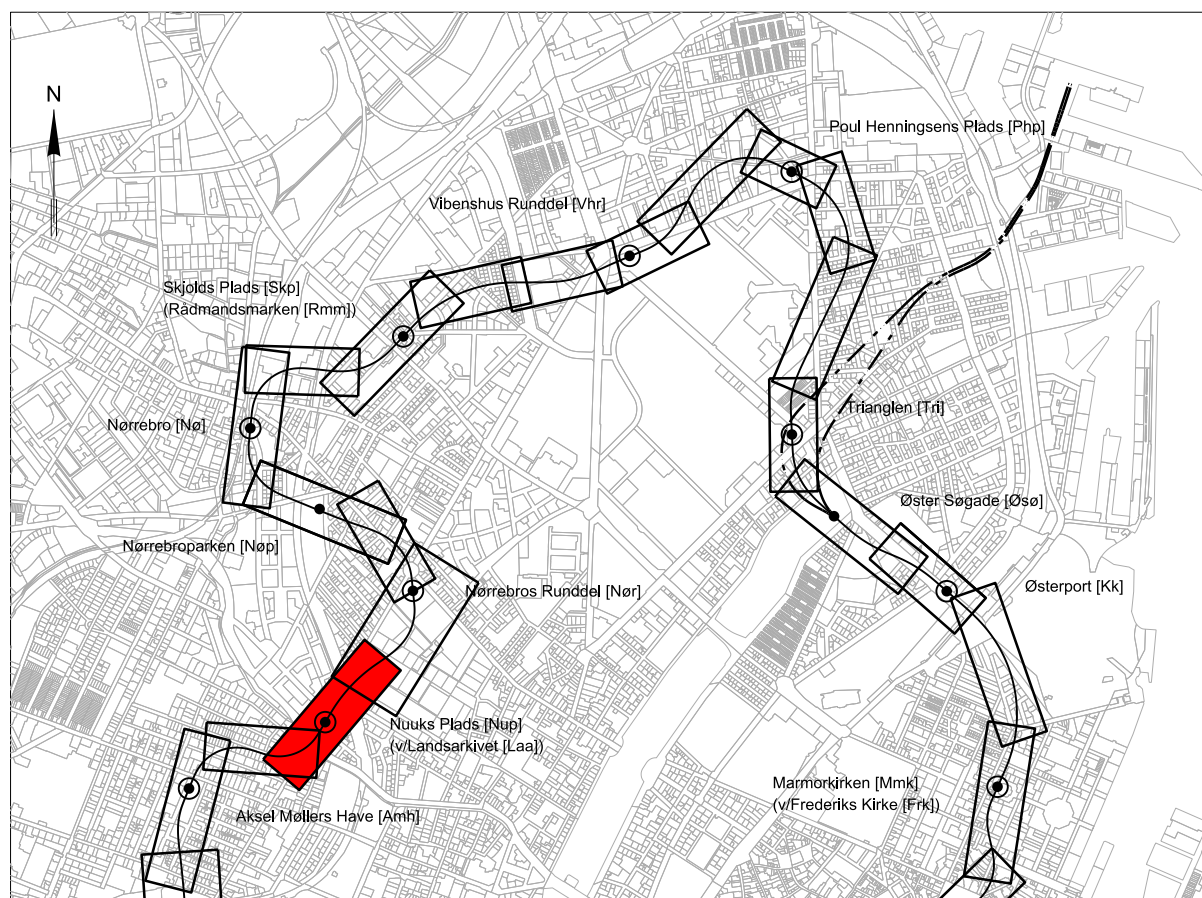 N
Poul Henningsens Plads [Php]
Vibenshus Runddel [Vhr]
Skjolds Plads [Skp]
(Rådmandsmarken [Rmm])
Trianglen [Tri]
Nørrebro [Nø]
Øster Søgade [Øsø]
Nørrebroparken [Nøp]
Nørrebros Runddel [Nør]
Østerport [Kk]
Nuuks Plads [Nup]
(v/Landsarkivet [Laa])
Marmorkirken [Mmk]
(v/Frederiks Kirke [Frk])
Aksel Møllers Have [Amh]